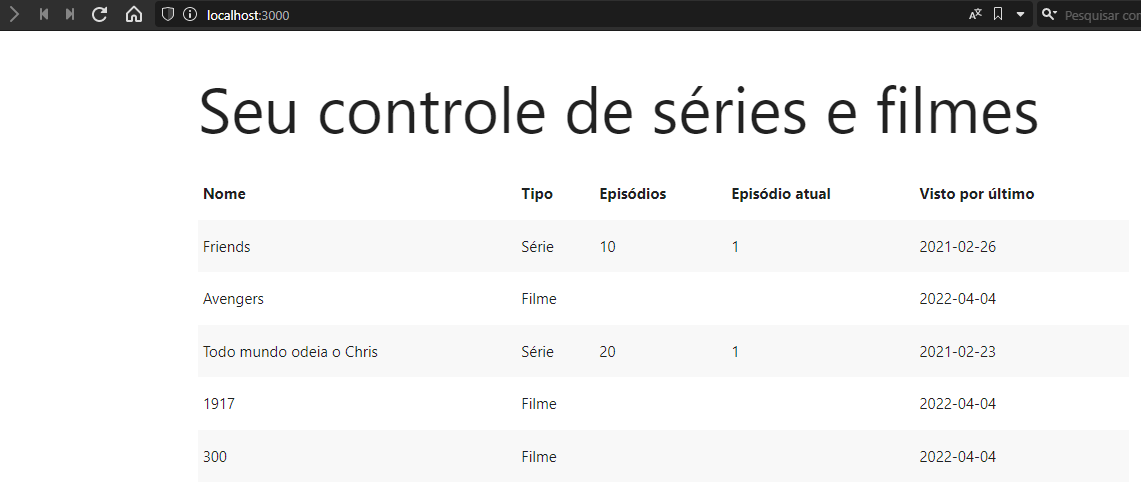 localhost:3000
Pesquisar con
Seu controle de séries e filmes
Nome Tipo Episódios Episódio atual Visto por último
Friends Série 10 1 2021-02-26
Avengers Filme 2022-04-04
Todo mundo odeia o Chris Série 20 1 2021-02-23
1917 Filme 2022-04-04
300 Filme 2022-04-04